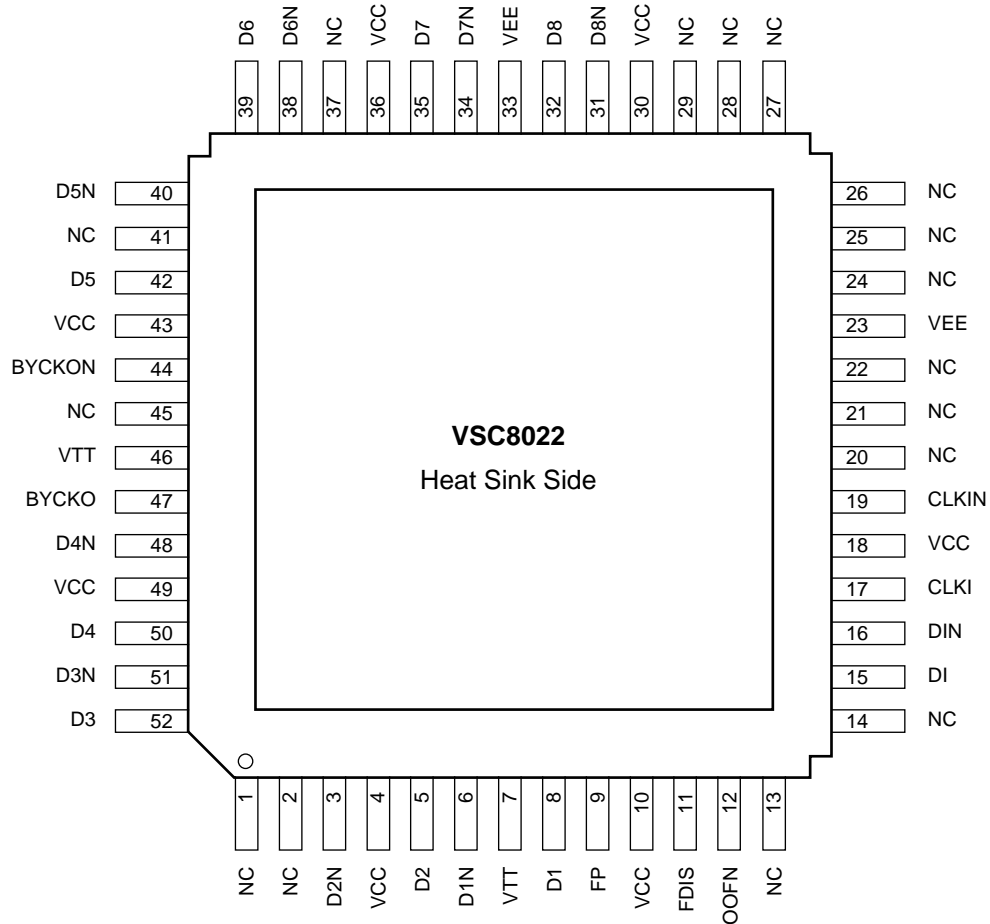 D6 D6N NC VCC D7 D7N VEE D8 D8N VCC NC NC NC
39 38 37 36 35 34 33 32 31 30 29 28 27
D5N 40 26 NC
NC 41 25 NC
D5 42 24 NC
VCC 43 23 VEE
BYCKON 44 22 NC
NC 45 21 NC
VSC8022
VTT 46 20 NC
Heat Sink Side
BYCKO 47 19 CLKIN
D4N 48 18 VCC
VCC 49 17 CLKI
D4 50 16 DIN
D3N 51 15 DI
D3 52 14 NC
1 2 3 4 5 6 7 8 9 10 11 12 13
NC NC D2N VCC D2 D1N VTT D1 FP VCC FDIS OOFN NC